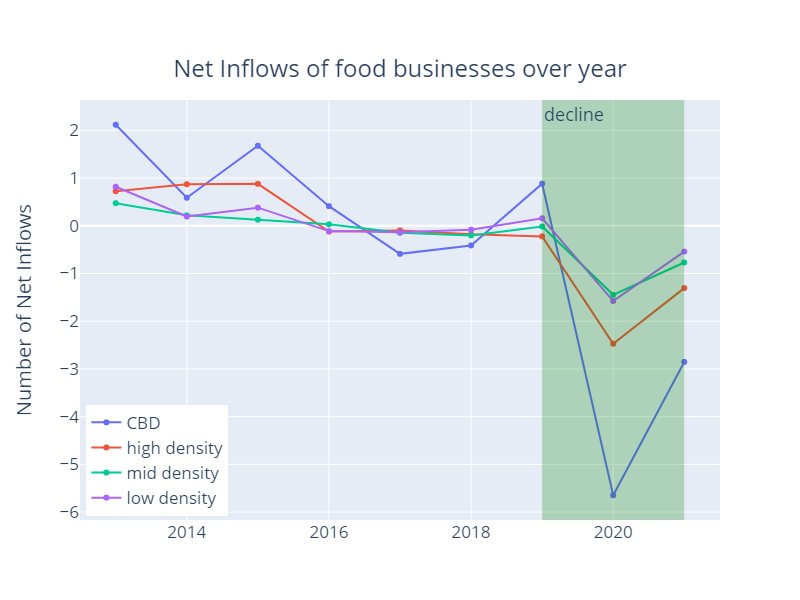 Net Inflows of food businesses over year
decline
Number of Net Inflows
2
1
0
−1
−2
−3
−4
−5
−6
CBD
high density
mid density
low density
2014
2016
2018
2020